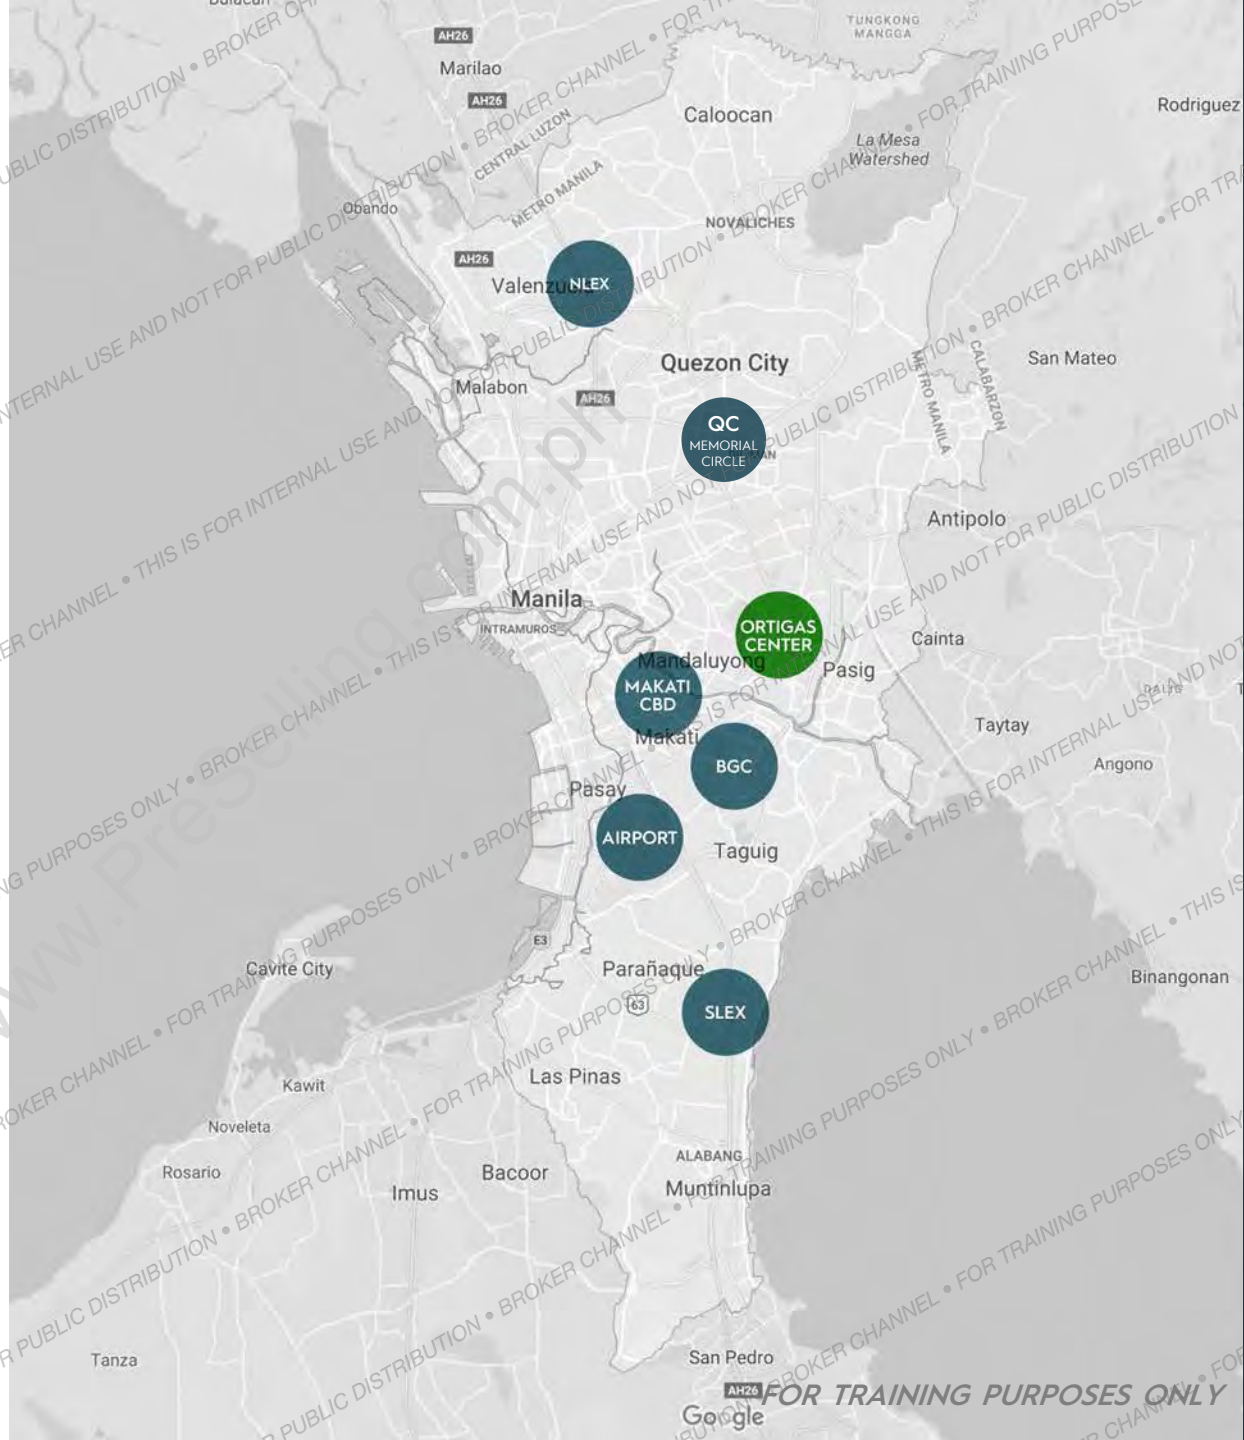 Bulacan
TUNGKONG
MANGGA
AH26
Marilao
AH26
Caloocan
Rodriguez
CENTRAL LUZON
METRO MANILA
La Mesa
Watershed
Obando
NOVALICHES
AH26
Valenzuela
NLEX
Quezon City
San Mateo
METRO MANILA
CALABARZON
Malabon
AH26
QC
MEMORIAL
CIRCLE
Antipolo
Manila
INTRAMUROS
ORTIGAS
CENTER
Cainta
Mandaluyong
Pasig
MAKATI
CBD
Makati
Taytay
BGC
Angono
Pasay
AIRPORT
Taguig
E3
Cavite City
Parañaque
Binangonan
63
SLEX
Las Pinas
Kawit
Noveleta
ALABANG
Rosario
Bacoor
Muntinlupa
Imus
San Pedro
Tanza
AH26
FOR TRAINING PURPOSES ONLY
Google
www.PreSelling.com.ph
BROKER CHANNEL • THIS IS FOR INTERNAL USE AND NOT FOR PUBLIC DISTRIBUTION • BROKER CHANNEL • FOR TRAINING PURPOSES ONLY